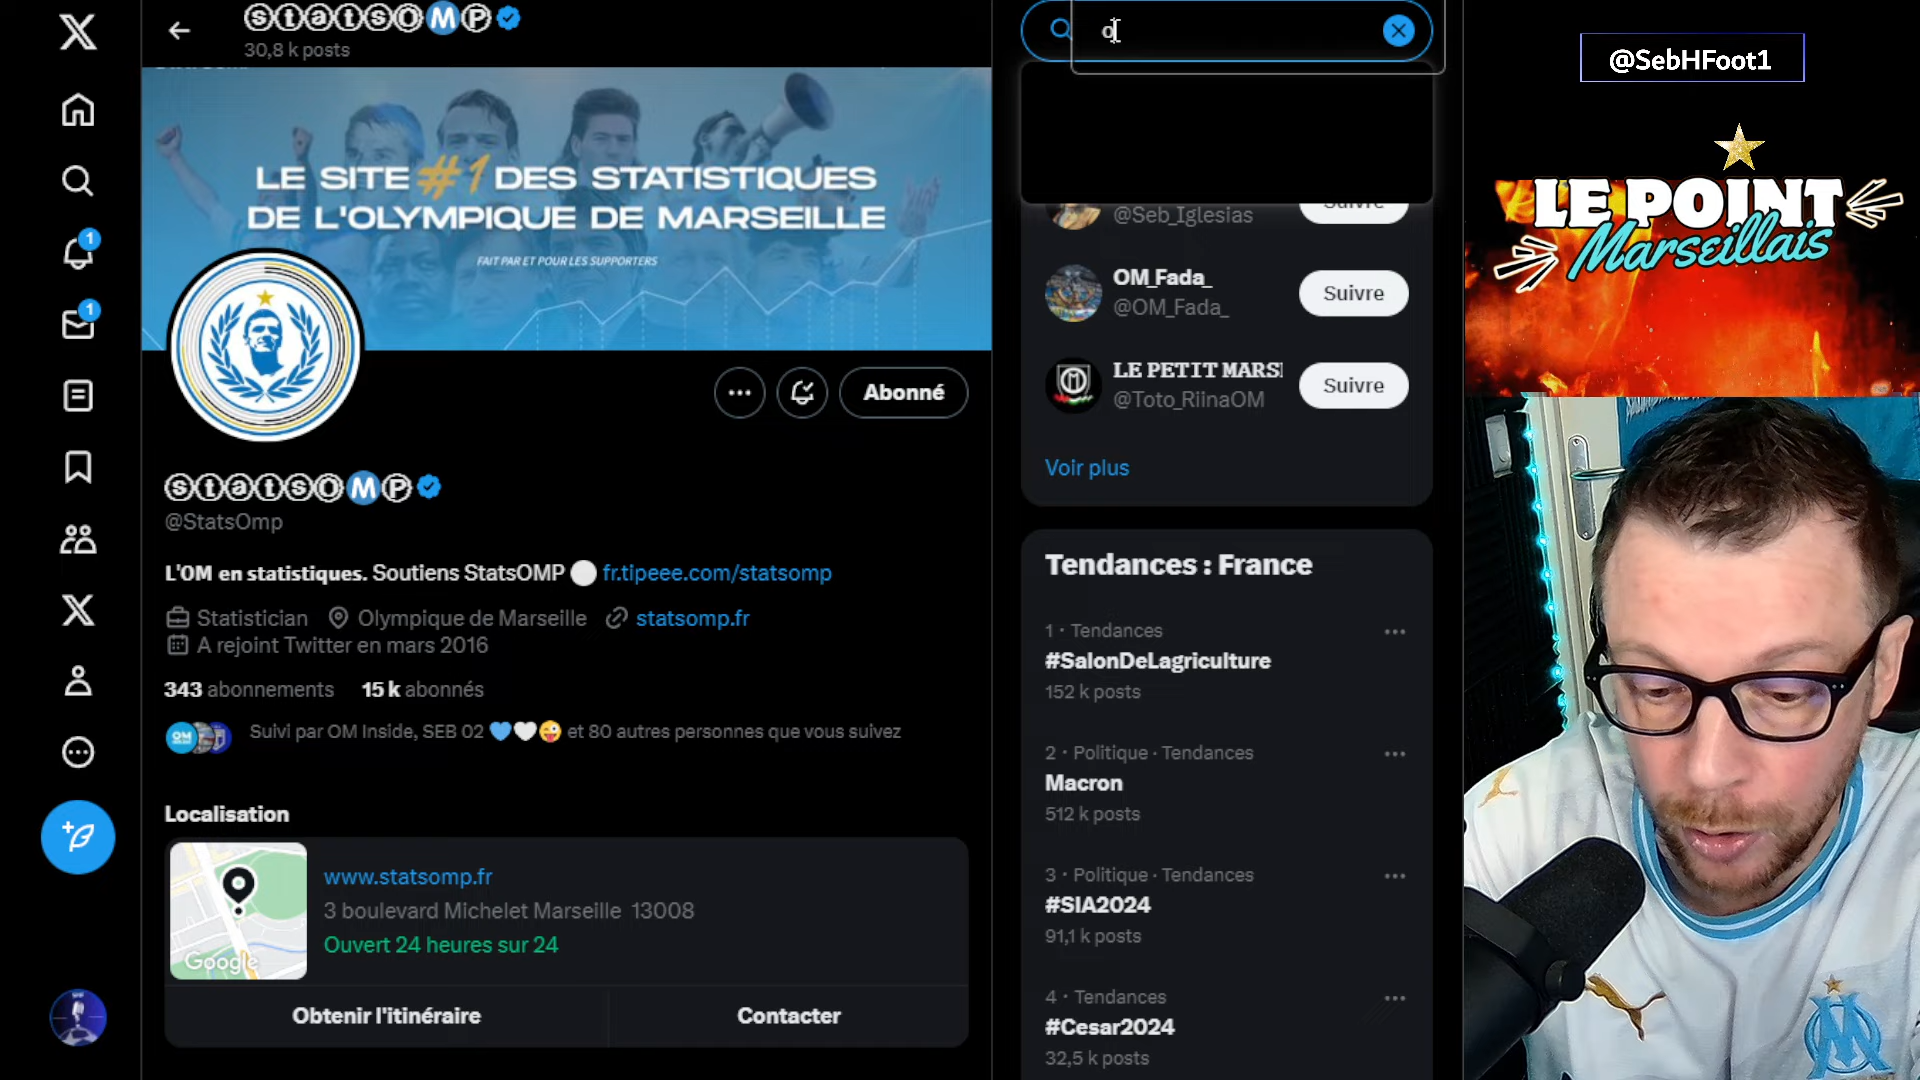 ⓢⓣⓐⓣⓢⓄⓂⓅ
30,8 k posts
LE SITE #1 DES STATISTIQUES
DE L'OLYMPIQUE DE MARSEILLE
FAIT PAR ET POUR LES SUPPORTERS
Abonné
ⓢⓣⓐⓣⓢⓄⓂⓅ
@StatsOmp
L'OM en statistiques. Soutiens StatsOMP fr.tipeee.com/statsomp
Statistician Olympique de Marseille statsomp.fr
A rejoint Twitter en mars 2016
343 abonnements 15 k abonnés
OM
Suivi par OM Inside, SEB 02 💙🤍😜 et 80 autres personnes que vous suivez
Localisation
www.statsomp.fr
3 boulevard Michelet Marseille 13008
Ouvert 24 heures sur 24
Google
Obtenir l'itinéraire
Contacter
1
1
o
@Seb_Iglesias
Suivre
OM_Fada_
@OM_Fada_
Suivre
LE PETIT MARS
@Toto_RiinaOM
Suivre
Voir plus
Tendances : France
1 · Tendances
#SalonDeLagriculture
152 k posts
2 · Politique · Tendances
Macron
512 k posts
3 · Politique · Tendances
#SIA2024
91,1 k posts
4 · Tendances
#Cesar2024
32,5 k posts
@SebHFoot1
LE POINT
Marseillais